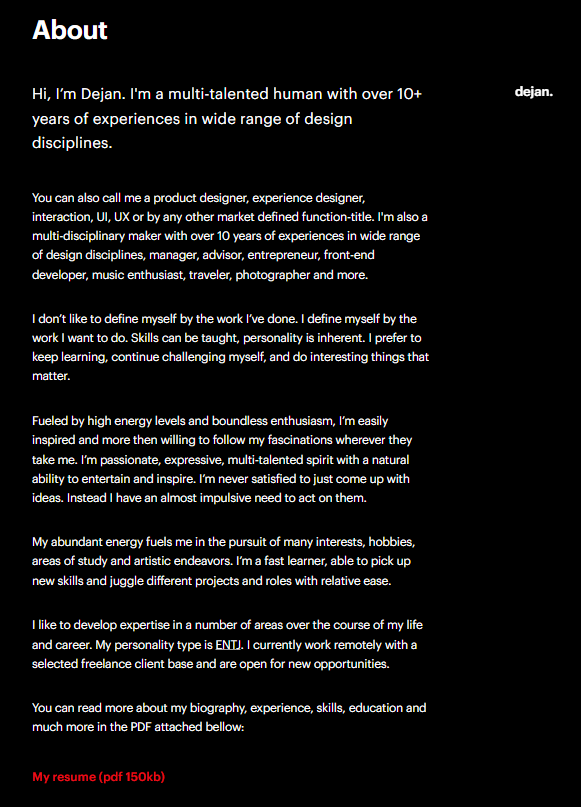 About
Hi, I’m Dejan. I'm a multi-talented human with over 10+
years of experiences in wide range of design
disciplines.
dejan.
You can also call me a product designer, experience designer,
interaction, UI, UX or by any other market defined function-title. I'm also a
multi-disciplinary maker with over 10 years of experiences in wide range
of design disciplines, manager, advisor, entrepreneur, front-end
developer, music enthusiast, traveler, photographer and more.
I don’t like to define myself by the work I’ve done. I define myself by the
work I want to do. Skills can be taught, personality is inherent. I prefer to
keep learning, continue challenging myself, and do interesting things that
matter.
Fueled by high energy levels and boundless enthusiasm, I’m easily
inspired and more then willing to follow my fascinations wherever they
take me. I’m passionate, expressive, multi-talented spirit with a natural
ability to entertain and inspire. I’m never satisfied to just come up with
ideas. Instead I have an almost impulsive need to act on them.
My abundant energy fuels me in the pursuit of many interests, hobbies,
areas of study and artistic endeavors. I’m a fast learner, able to pick up
new skills and juggle different projects and roles with relative ease.
I like to develop expertise in a number of areas over the course of my life
and career. My personality type is ENTJ. I currently work remotely with a
selected freelance client base and are open for new opportunities.
You can read more about my biography, experience, skills, education and
much more in the PDF attached bellow:
My resume (pdf 150kb)